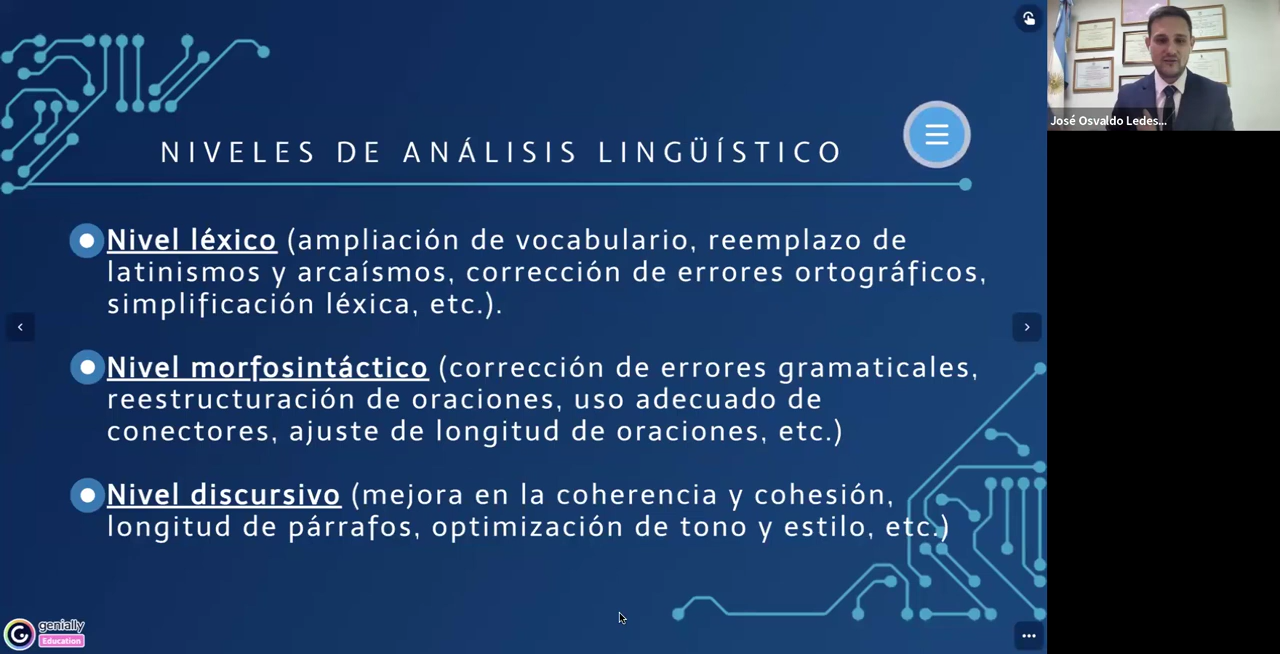 NIVELES DE ANÁLISIS LINGÜÍSTICO
Nivel léxico (ampliación de vocabulario, reemplazo de
latinismos y arcaísmos, corrección de errores ortográficos,
simplificación léxica, etc.).
Nivel morfosintáctico (corrección de errores gramaticales,
reestructuración de oraciones, uso adecuado de
conectores, ajuste de longitud de oraciones, etc.)
Nivel discursivo (mejora en la coherencia y cohesión,
longitud de párrafos, optimización de tono y estilo, etc.)
genially
Education
José Osvaldo Ledes...